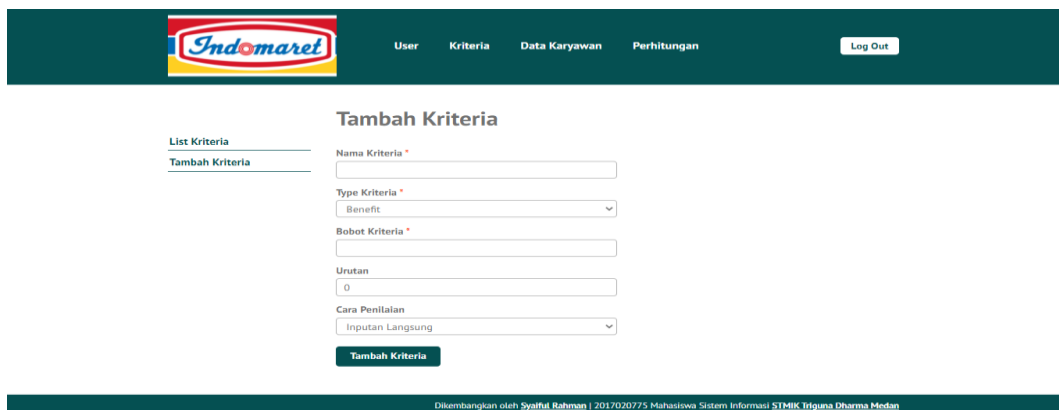 Indomaret
User Kriteria Data Karyawan Perhitungan Log Out
List Kriteria
Tambah Kriteria
Tambah Kriteria
Nama Kriteria *
Type Kriteria *
Benefit
Bobot Kriteria *
Urutan
0
Cara Penilaian
Inputan Langsung
Tambah Kriteria
Dikembangkan oleh Syaiful Rahman | 2017020775 Mahasiswa Sistem Informasi STMIK Triguna Dharma Medan